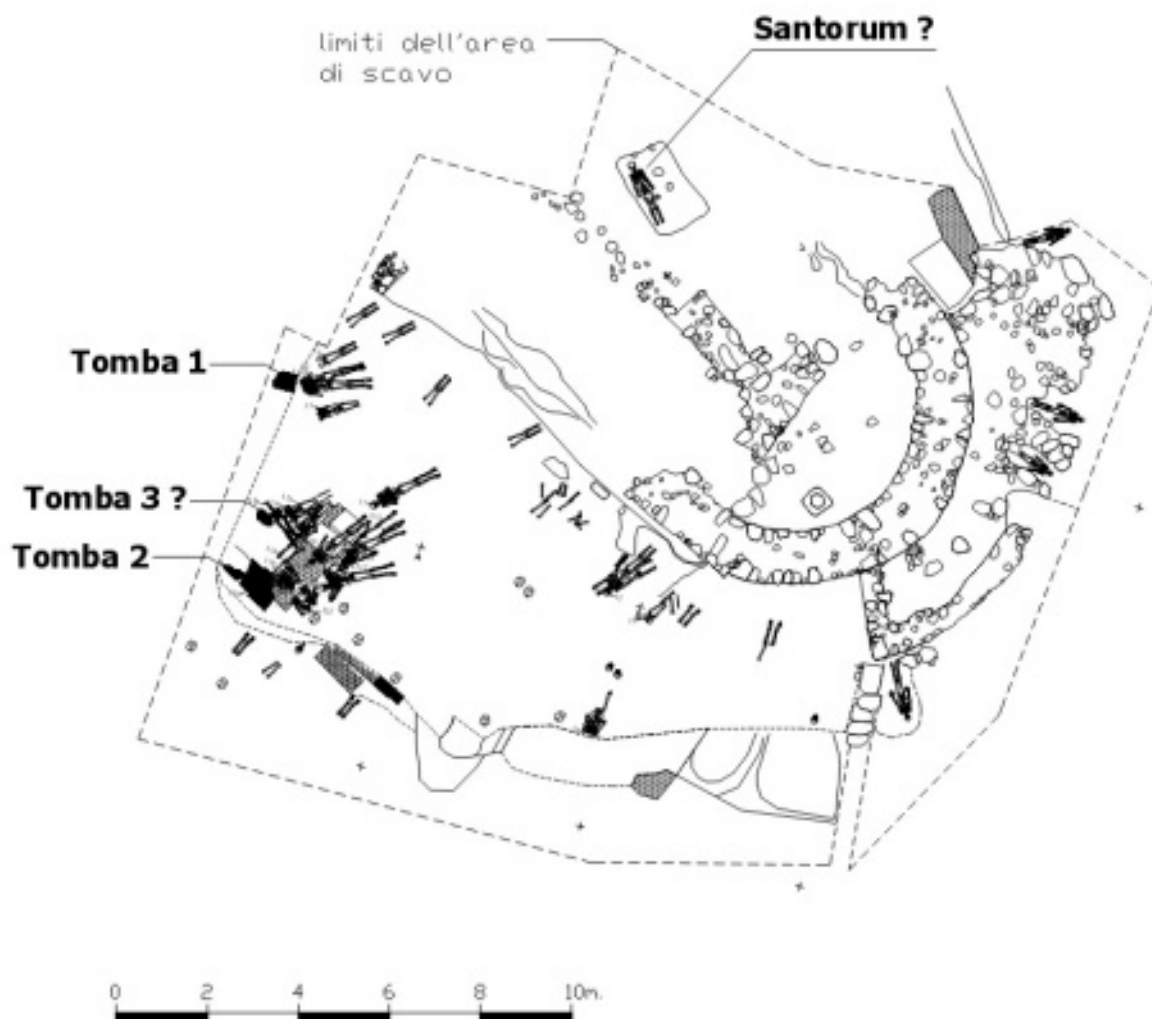 Santorum ?
limiti dell'area
di scavo
Tomba 1
Tomba 3 ?
Tomba 2
0 2 4 6 8 10m.